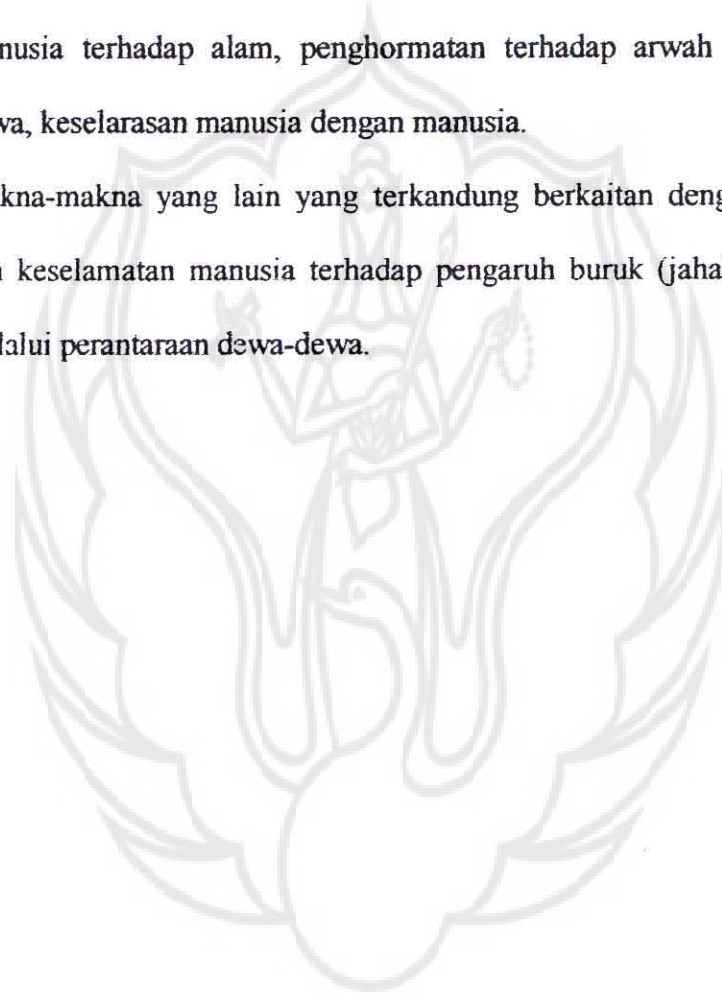 nusia terhadap alam, penghormatan terhadap arwah
va, keselarasan manusia dengan manusia.
kna-makna yang lain yang terkandung berkaitan deng
keselamatan manusia terhadap pengaruh buruk (jaha
lalui perantaraan dewa-dewa.